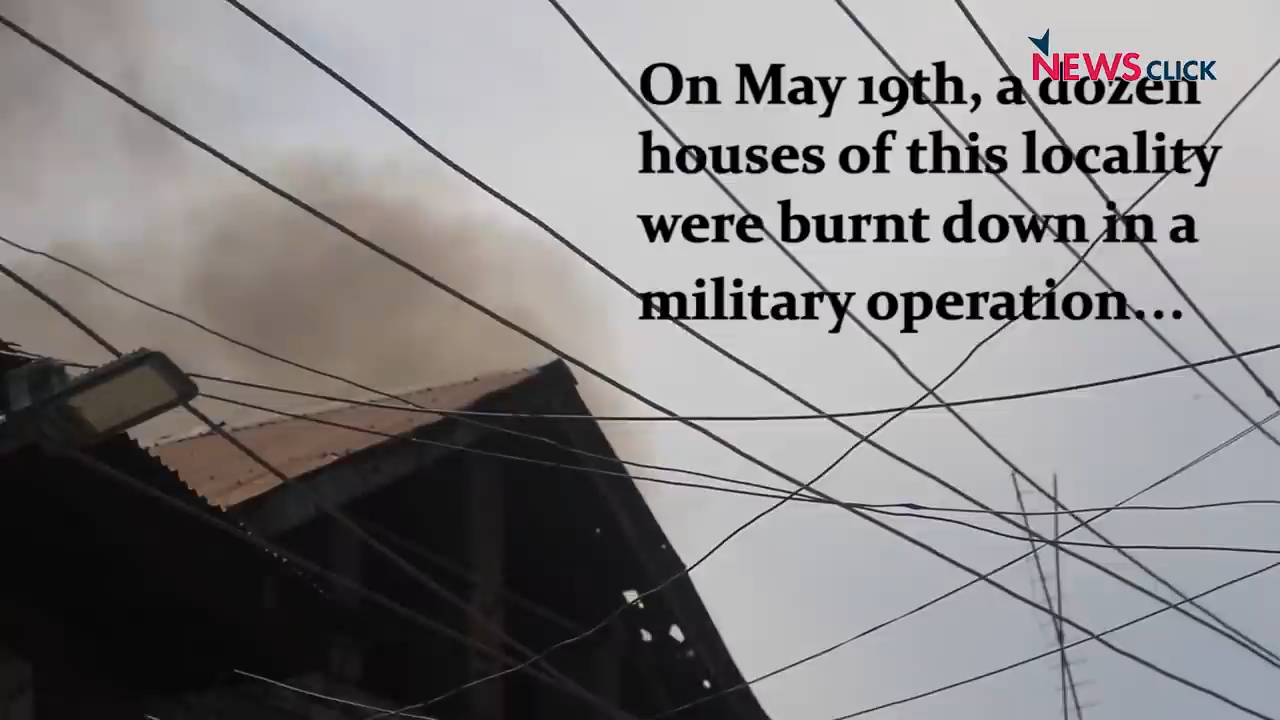 NEWSCLICK
On May 19th, a dozen
houses of this locality
were burnt down in a
military operation...